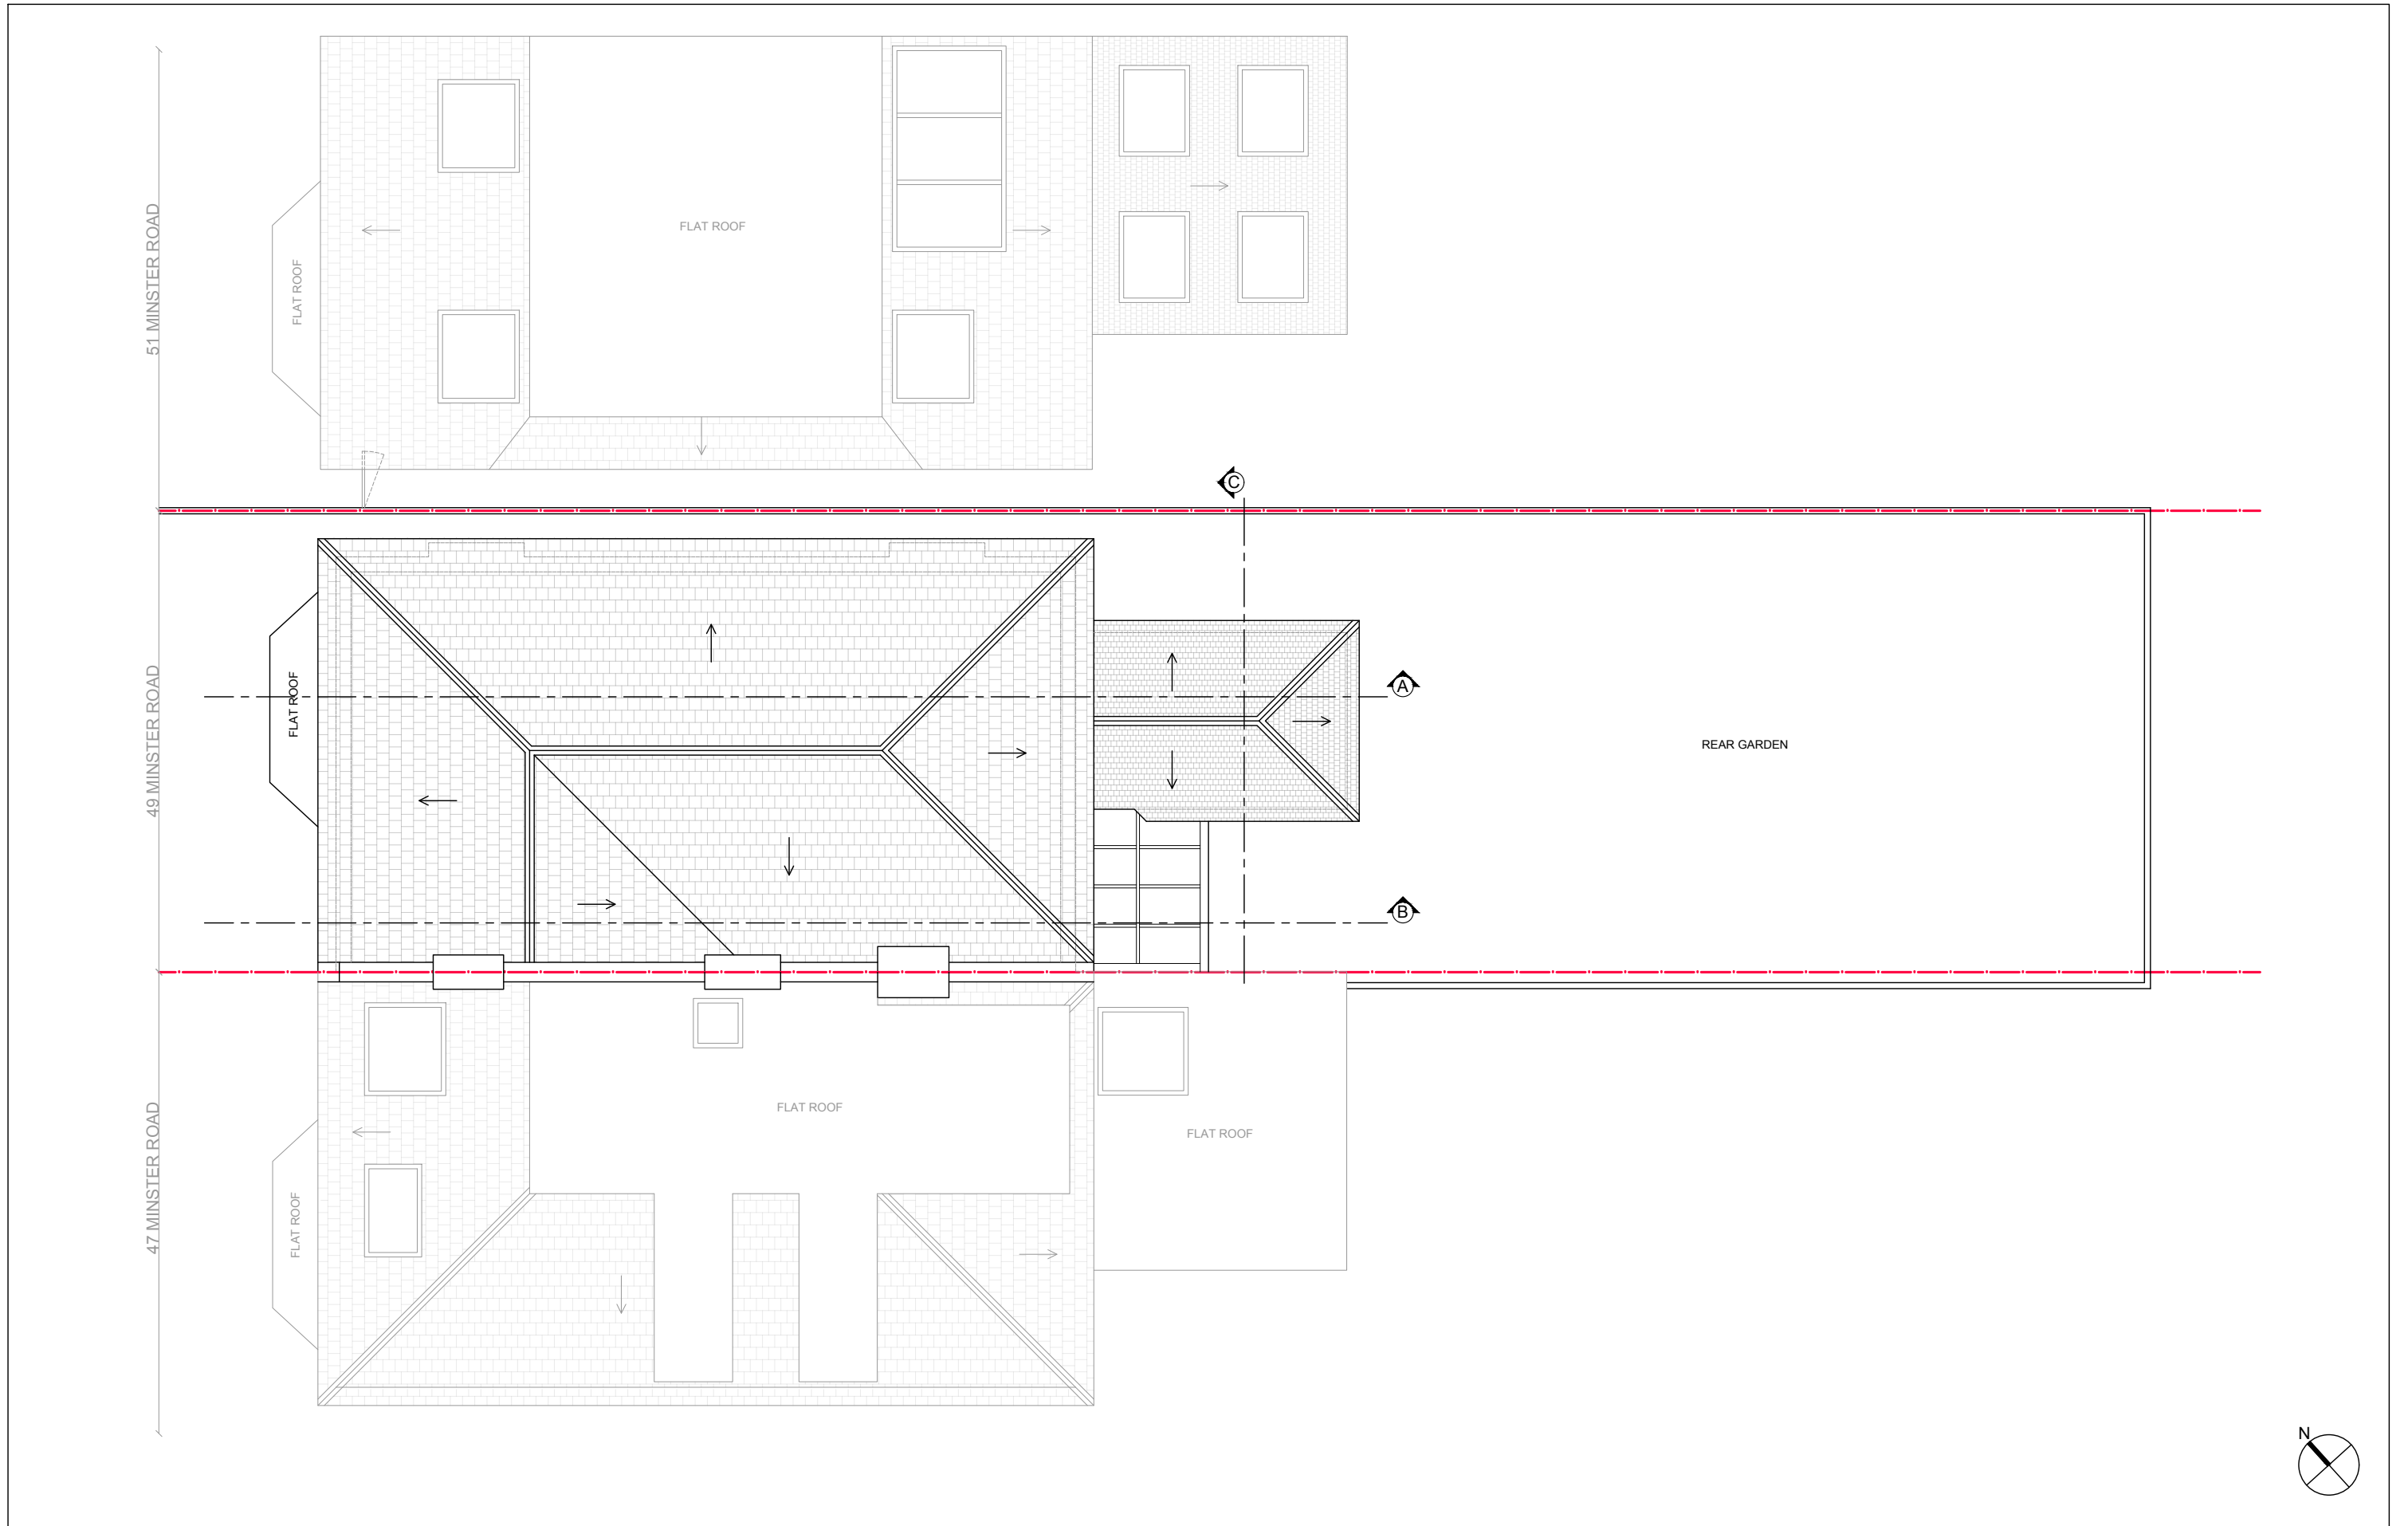 51 MINSTER ROAD
FLAT ROOF
FLAT ROOF
C
49 MINSTER ROAD
FLAT ROOF
A
REAR GARDEN
B
47 MINSTER ROAD
FLAT ROOF
FLAT ROOF
FLAT ROOF
N